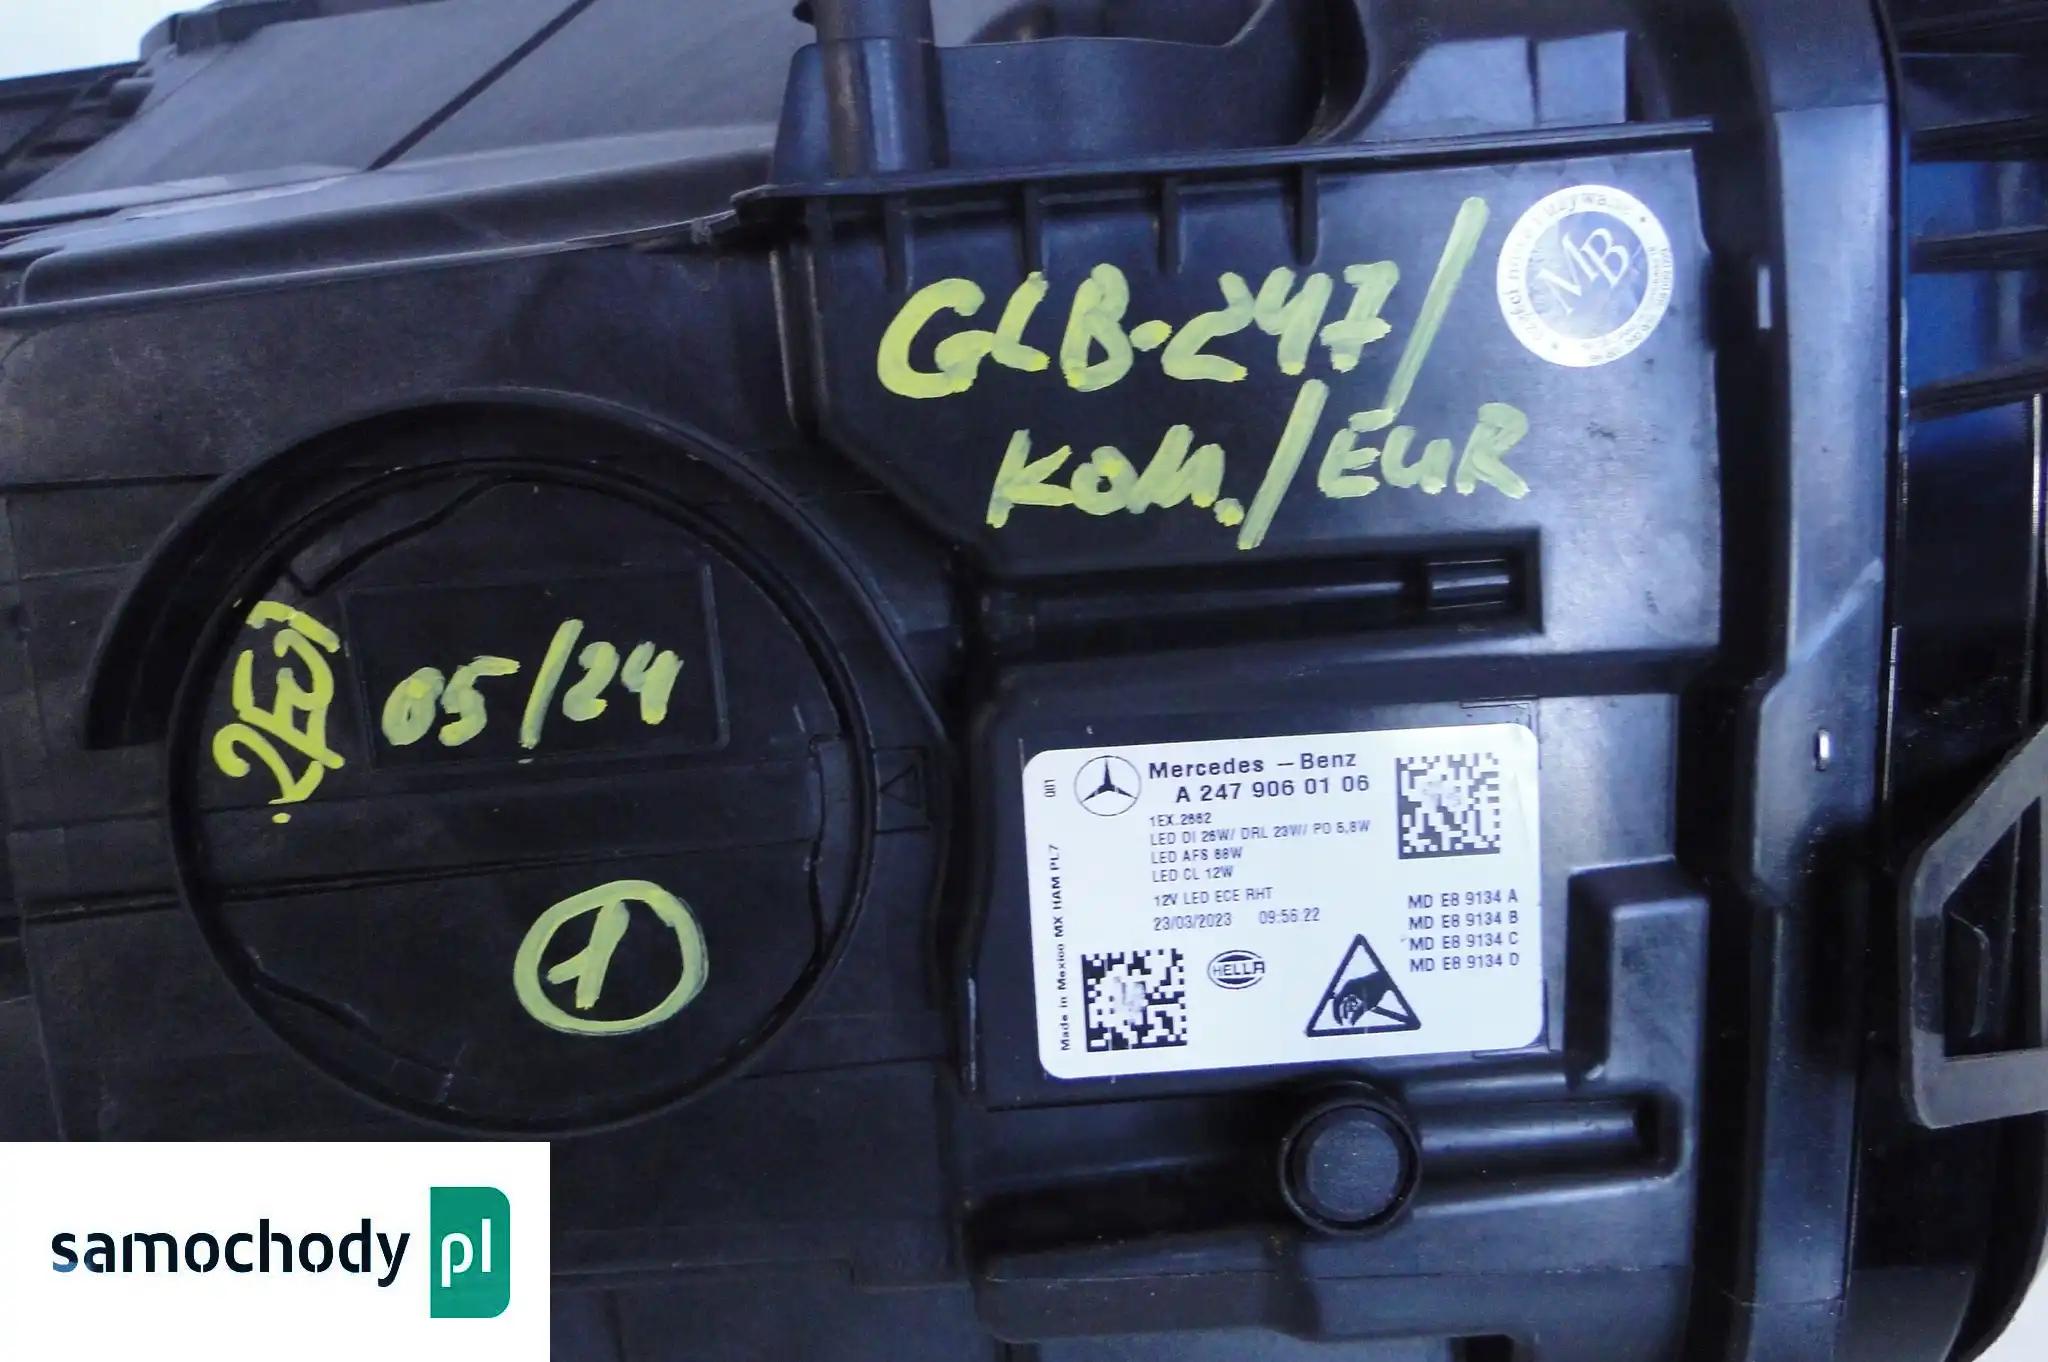 GLB-247/
KOM./EUR
MB
05/24
1
Q01
Mercedes-Benz
A 247 906 01 06
1EX.2662
LED DI 26W/ DRL 23W/ PO 5,8W
LED AFS 68W
LED CL 12W
12V LED ECE RHT
23/03/2023 09:56:22
MD E8 9134 A
MD E8 9134 B
MD E8 9134 C
MD E8 9134 D
Made in Mexico MX HAM PL7
HELLA
samochody pl